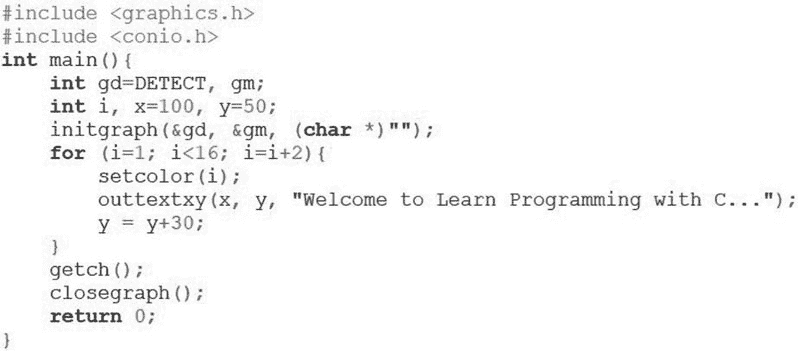 #include <graphics.h>
#include <conio.h>
int main(){
    int gd=DETECT, gm;
    int i, x=100, y=50;
    initgraph(&gd, &gm, (char *)"");
    for (i=1; i<16; i=i+2){
        setcolor(i);
        outtextxy(x, y, "Welcome to Learn Programming with C...");
        y = y+30;
    }
    getch();
    closegraph();
    return 0;
}